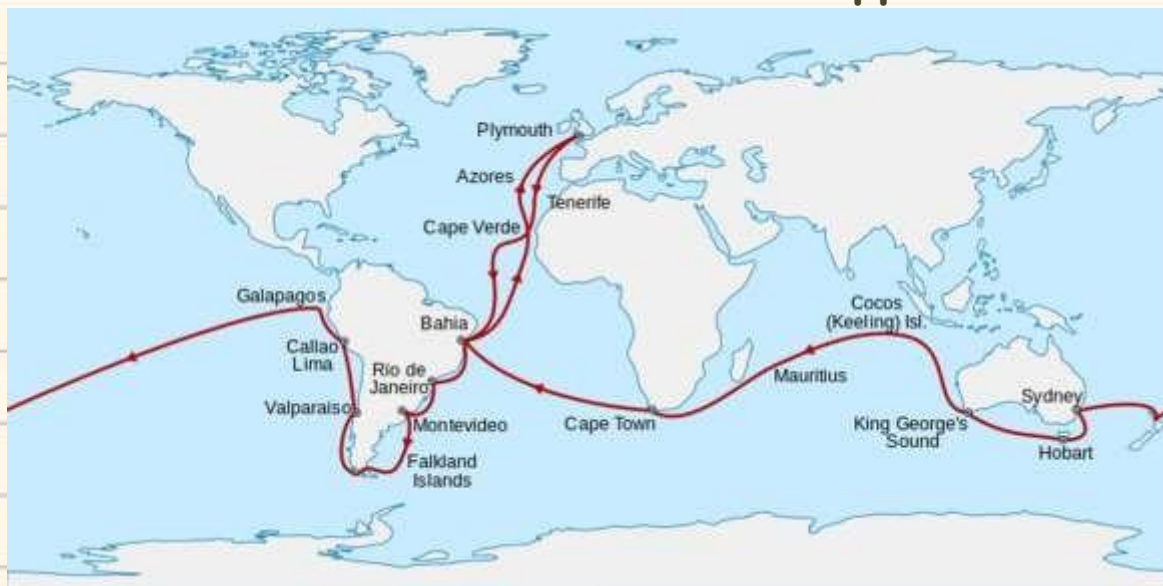 Plymouth
Azores
Tenerife
Cape Verde
Galapagos
Bahia
Cocos
(Keeling) Isl.
Callao
Lima
Rio de
Janeiro
Mauritius
Valparaiso
Montevideo
Cape Town
Sydney
King George's
Sound
Hobart
Falkland
Islands